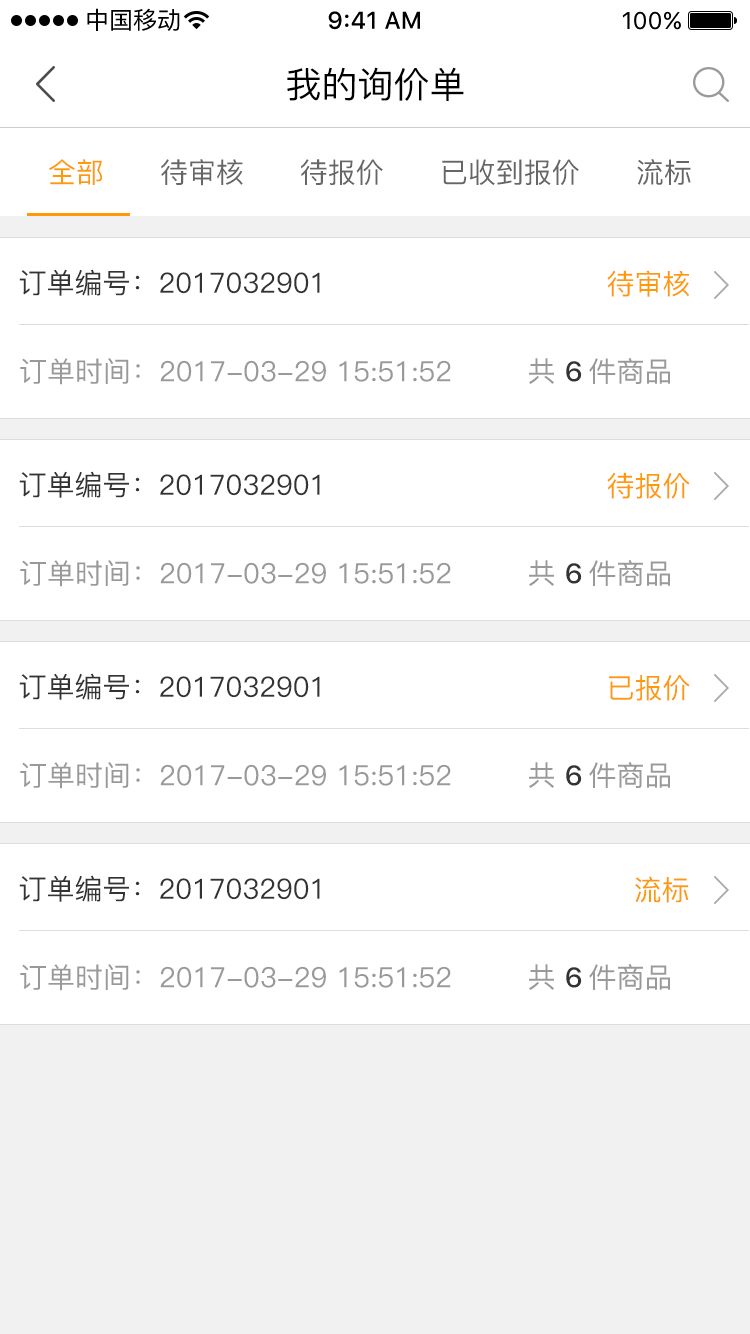 中国移动 9:41 AM 100%
我的询价单
全部 待审核 待报价 已收到报价 流标
订单编号：2017032901 待审核
订单时间：2017-03-29 15:51:52 共 6 件商品
订单编号：2017032901 待报价
订单时间：2017-03-29 15:51:52 共 6 件商品
订单编号：2017032901 已报价
订单时间：2017-03-29 15:51:52 共 6 件商品
订单编号：2017032901 流标
订单时间：2017-03-29 15:51:52 共 6 件商品